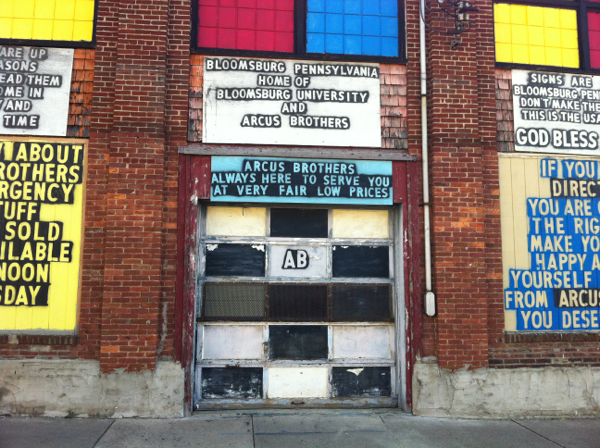 ARE UP
ASONS
EAD THEM
OME IN
Y AND
TIME
BLOOMSBURG PENNSYLVANIA
HOME OF
BLOOMSBURG UNIVERSITY
AND
ARCUS BROTHERS
SIGNS ARE
BLOOMSBURG PEN
DON'T MAKE THE
THIS IS THE USA
GOD BLESS
ARCUS BROTHERS
ALWAYS HERE TO SERVE YOU
AT VERY FAIR LOW PRICES
AB
ABOUT
ROTHERS
RGENCY
TUFF
SOLD
AILABLE
NOON
SDAY
IF YOU
DIRECT
YOU ARE
THE RIG
MAKE YO
HAPPY A
YOURSELF
FROM ARCUS
YOU DESE